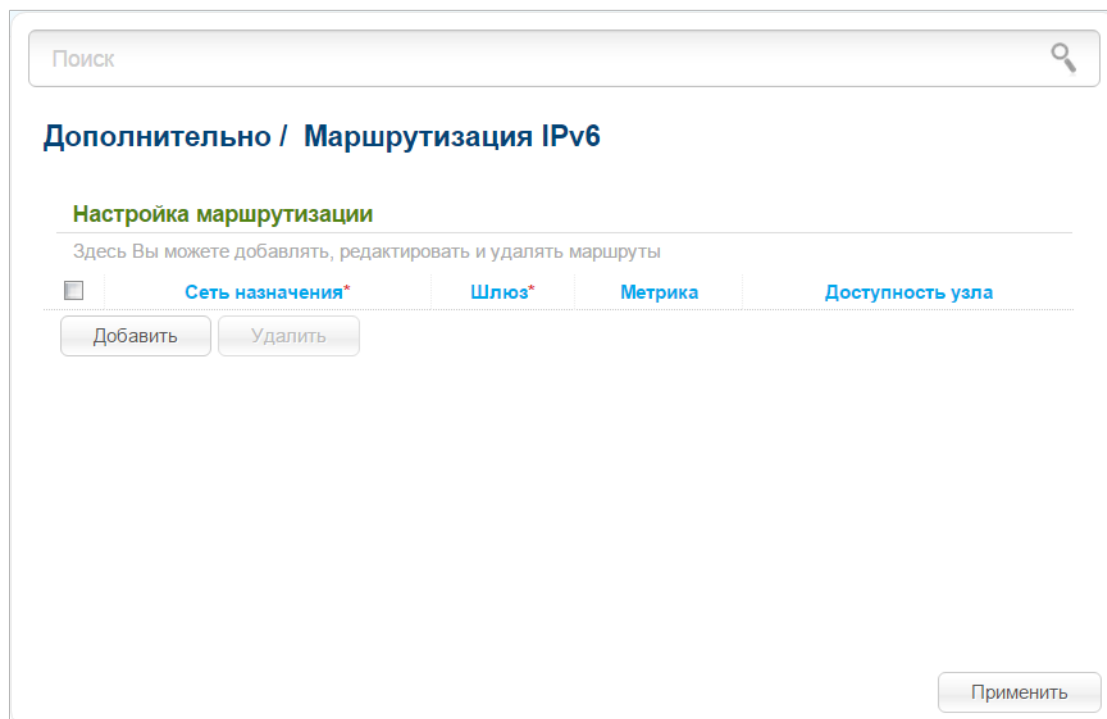 Поиск
Дополнительно / Маршрутизация IPv6
Настройка маршрутизации
Здесь Вы можете добавлять, редактировать и удалять маршруты
Сеть назначения* Шлюз* Метрика Доступность узла
Добавить Удалить
Применить